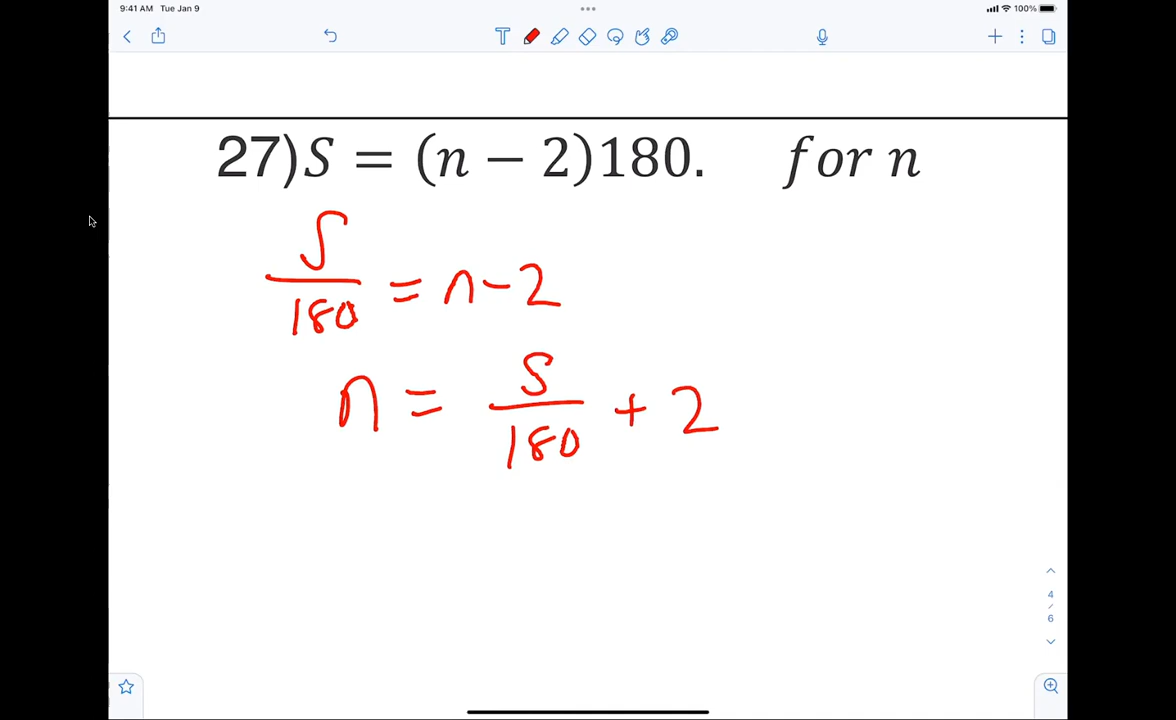 9:41 AM Tue Jan 9
100%
27) S = (n − 2)180. for n
S/180 = n - 2
n = S/180 + 2
4
/
6